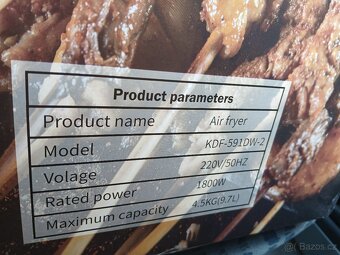 Product parameters
Product name Air fryer
Model KDF-591DW-2
Volage 220V/50HZ
Rated power 1800W
Maximum capacity 4.5KG(9.7L)
Bazos.cz